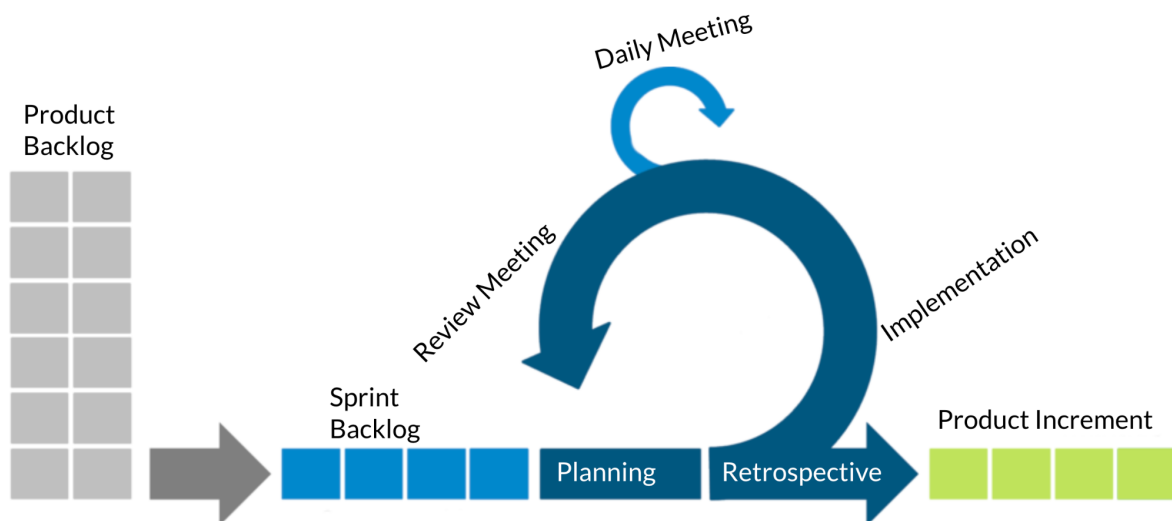 Daily Meeting
Product
Backlog
Review Meeting
Implementation
Sprint
Backlog
Product Increment
Planning
Retrospective